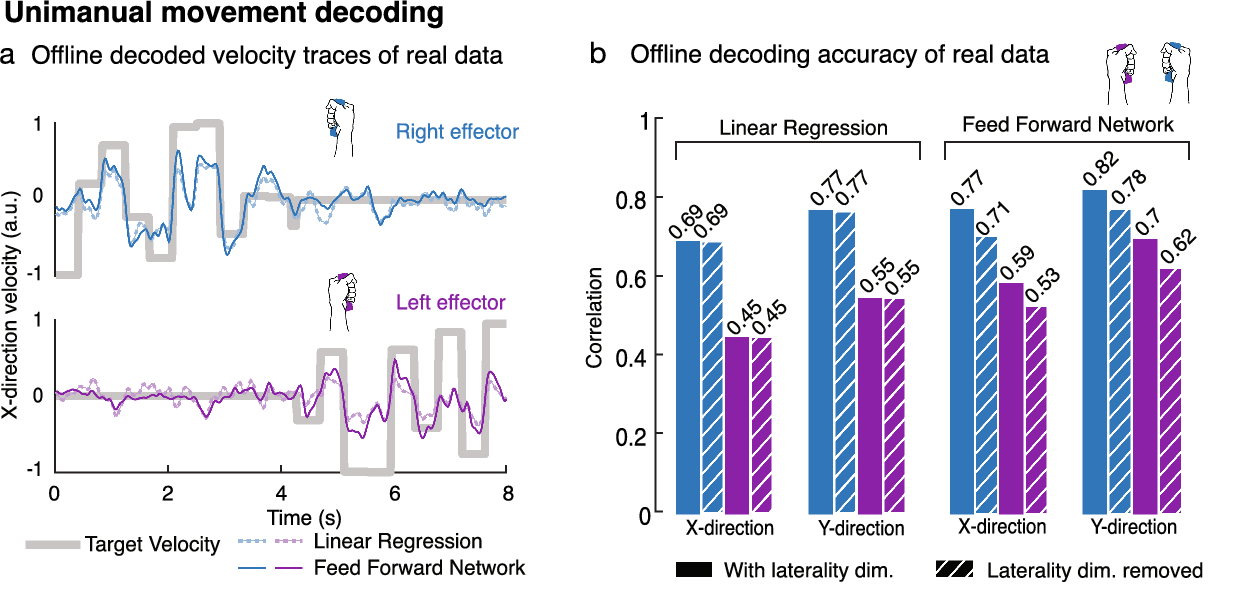 Unimanual movement decoding
a Offline decoded velocity traces of real data
X-direction velocity (a.u.)
1
0
-1
Right effector
1
0
-1
Left effector
0 2 4 6 8
Time (s)
Target Velocity
Linear Regression
Feed Forward Network
b Offline decoding accuracy of real data
Correlation
1
0.8
0.6
0.4
0.2
0
Linear Regression
Feed Forward Network
0.69 0.69 0.45 0.45
0.77 0.77 0.55 0.55
0.77 0.71 0.59 0.53
0.82 0.78 0.7 0.62
X-direction Y-direction X-direction Y-direction
With laterality dim.
Laterality dim. removed